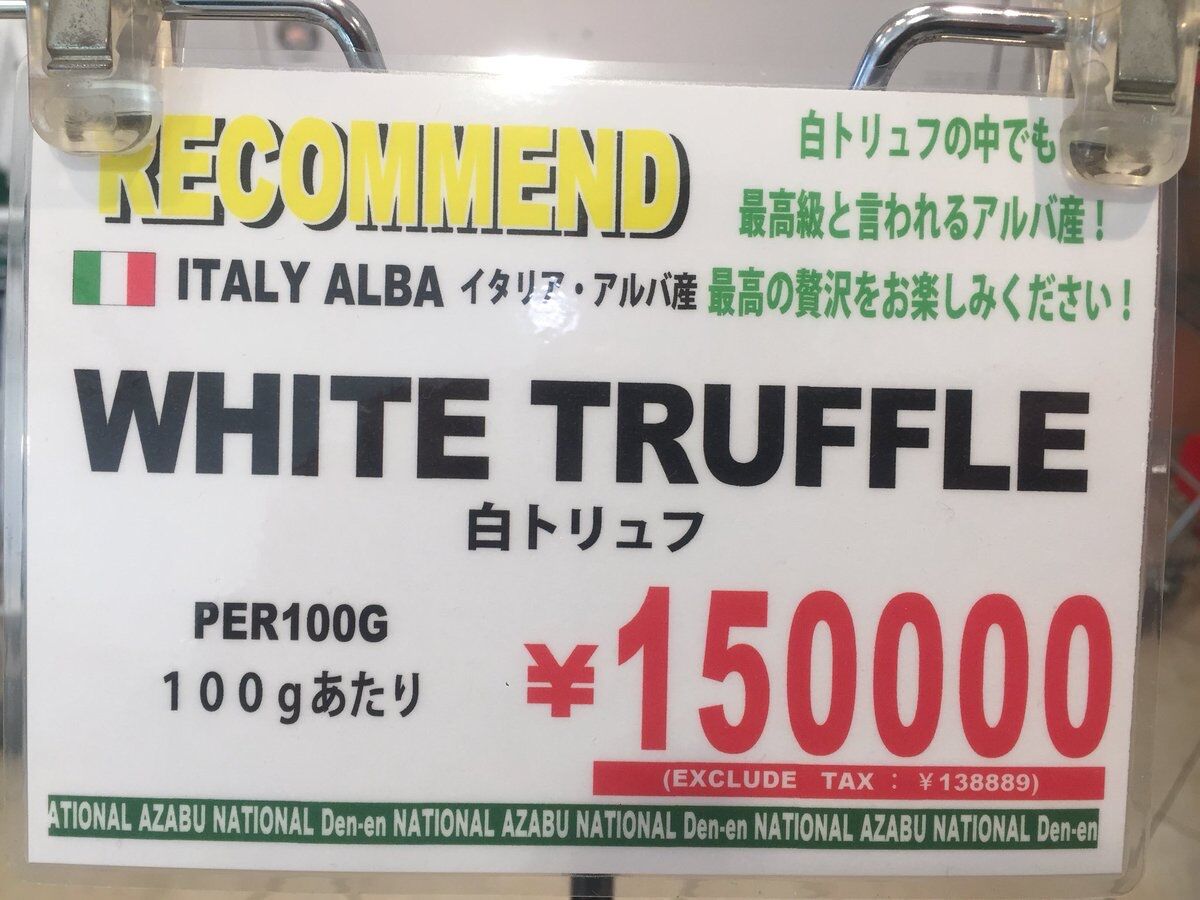 RECOMMEND
白トリュフの中でも
最高級と言われるアルバ産！
ITALY ALBA イタリア・アルバ産
最高の贅沢をお楽しみください！
WHITE TRUFFLE
白トリュフ
PER100G
１００ｇあたり
¥150000
(EXCLUDE TAX : ¥138889)
ATIONAL AZABU NATIONAL Den-en NATIONAL AZABU NATIONAL Den-en NATIONAL AZABU NATIONAL Den-en